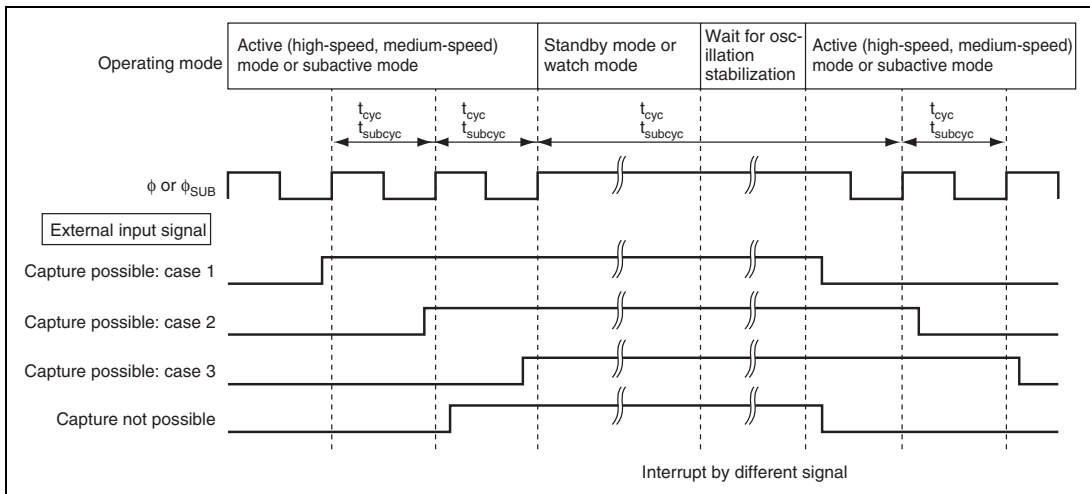 Operating mode
Active (high-speed, medium-speed)
mode or subactive mode
Standby mode or
watch mode
Wait for osc-
illation
stabilization
Active (high-speed, medium-speed)
mode or subactive mode
tcyc
tsubcyc
tcyc
tsubcyc
tcyc
tsubcyc
tcyc
tsubcyc
ϕ or ϕSUB
External input signal
Capture possible: case 1
Capture possible: case 2
Capture possible: case 3
Capture not possible
Interrupt by different signal